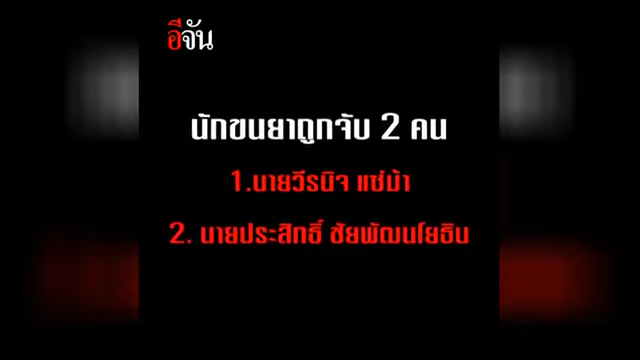 อีจัน
นักขนยาถูกจับ 2 คน
1.นายวีรนิจ แซ่ม้า
2. นายประสิทธิ์ ชัยพัฒนโยธิน